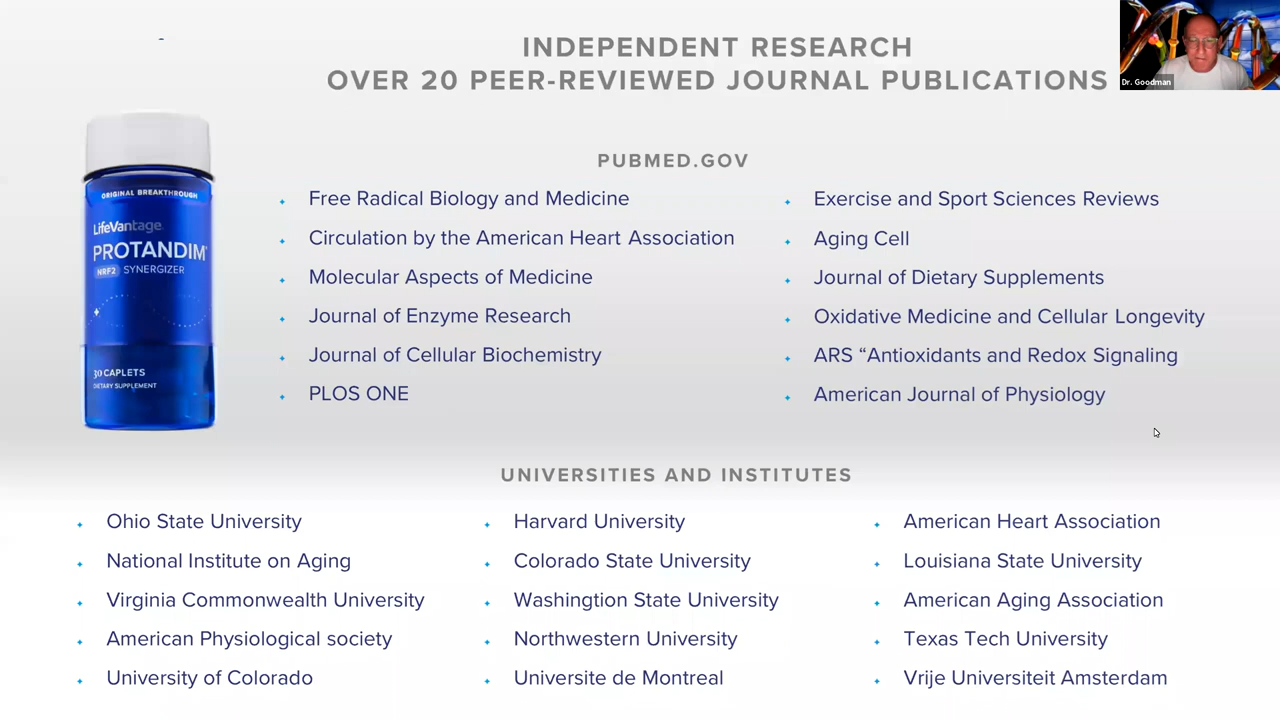 INDEPENDENT RESEARCH
OVER 20 PEER-REVIEWED JOURNAL PUBLICATIONS
Dr. Goodman
PUBMED.GOV
ORIGINAL BREAKTHROUGH
LifeVantage
PROTANDIM
NRF2 SYNERGIZER
30 CAPLETS
DIETARY SUPPLEMENT
Free Radical Biology and Medicine
Circulation by the American Heart Association
Molecular Aspects of Medicine
Journal of Enzyme Research
Journal of Cellular Biochemistry
PLOS ONE
Exercise and Sport Sciences Reviews
Aging Cell
Journal of Dietary Supplements
Oxidative Medicine and Cellular Longevity
ARS “Antioxidants and Redox Signaling
American Journal of Physiology
UNIVERSITIES AND INSTITUTES
Ohio State University
National Institute on Aging
Virginia Commonwealth University
American Physiological society
University of Colorado
Harvard University
Colorado State University
Washingtion State University
Northwestern University
Universite de Montreal
American Heart Association
Louisiana State University
American Aging Association
Texas Tech University
Vrije Universiteit Amsterdam